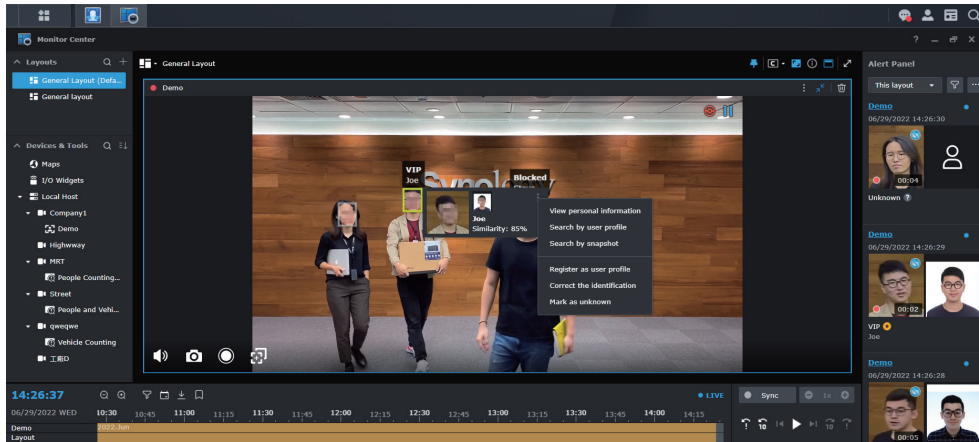 Monitor Center
Layouts
General Layout (Defa...
General layout
Devices & Tools
Maps
I/O Widgets
Local Host
Company1
Demo
Highwway
MRT
People Counting...
Street
People and Vehi...
qweqwe
Vehicle Counting
工廠D
General Layout
Demo
VIP
Joe
Blocked
Joe
Similarity: 85%
View personal information
Search by user profile
Search by snapshot
Register as user profile
Correct the identification
Mark as unknown
Alert Panel
This layout
Demo
06/29/2022 14:26:30
00:04
Unknown
Demo
06/29/2022 14:26:29
00:02
VIP
Joe
Demo
06/29/2022 14:26:28
00:05
14:26:37
LIVE
Sync
1x
06/29/2022 WED
10:30 10:45 11:00 11:15 11:30 11:45 12:00 12:15 12:30 12:45 13:00 13:15 13:30 13:45 14:00 14:15
10
10
Demo
2022-Jun
Layout